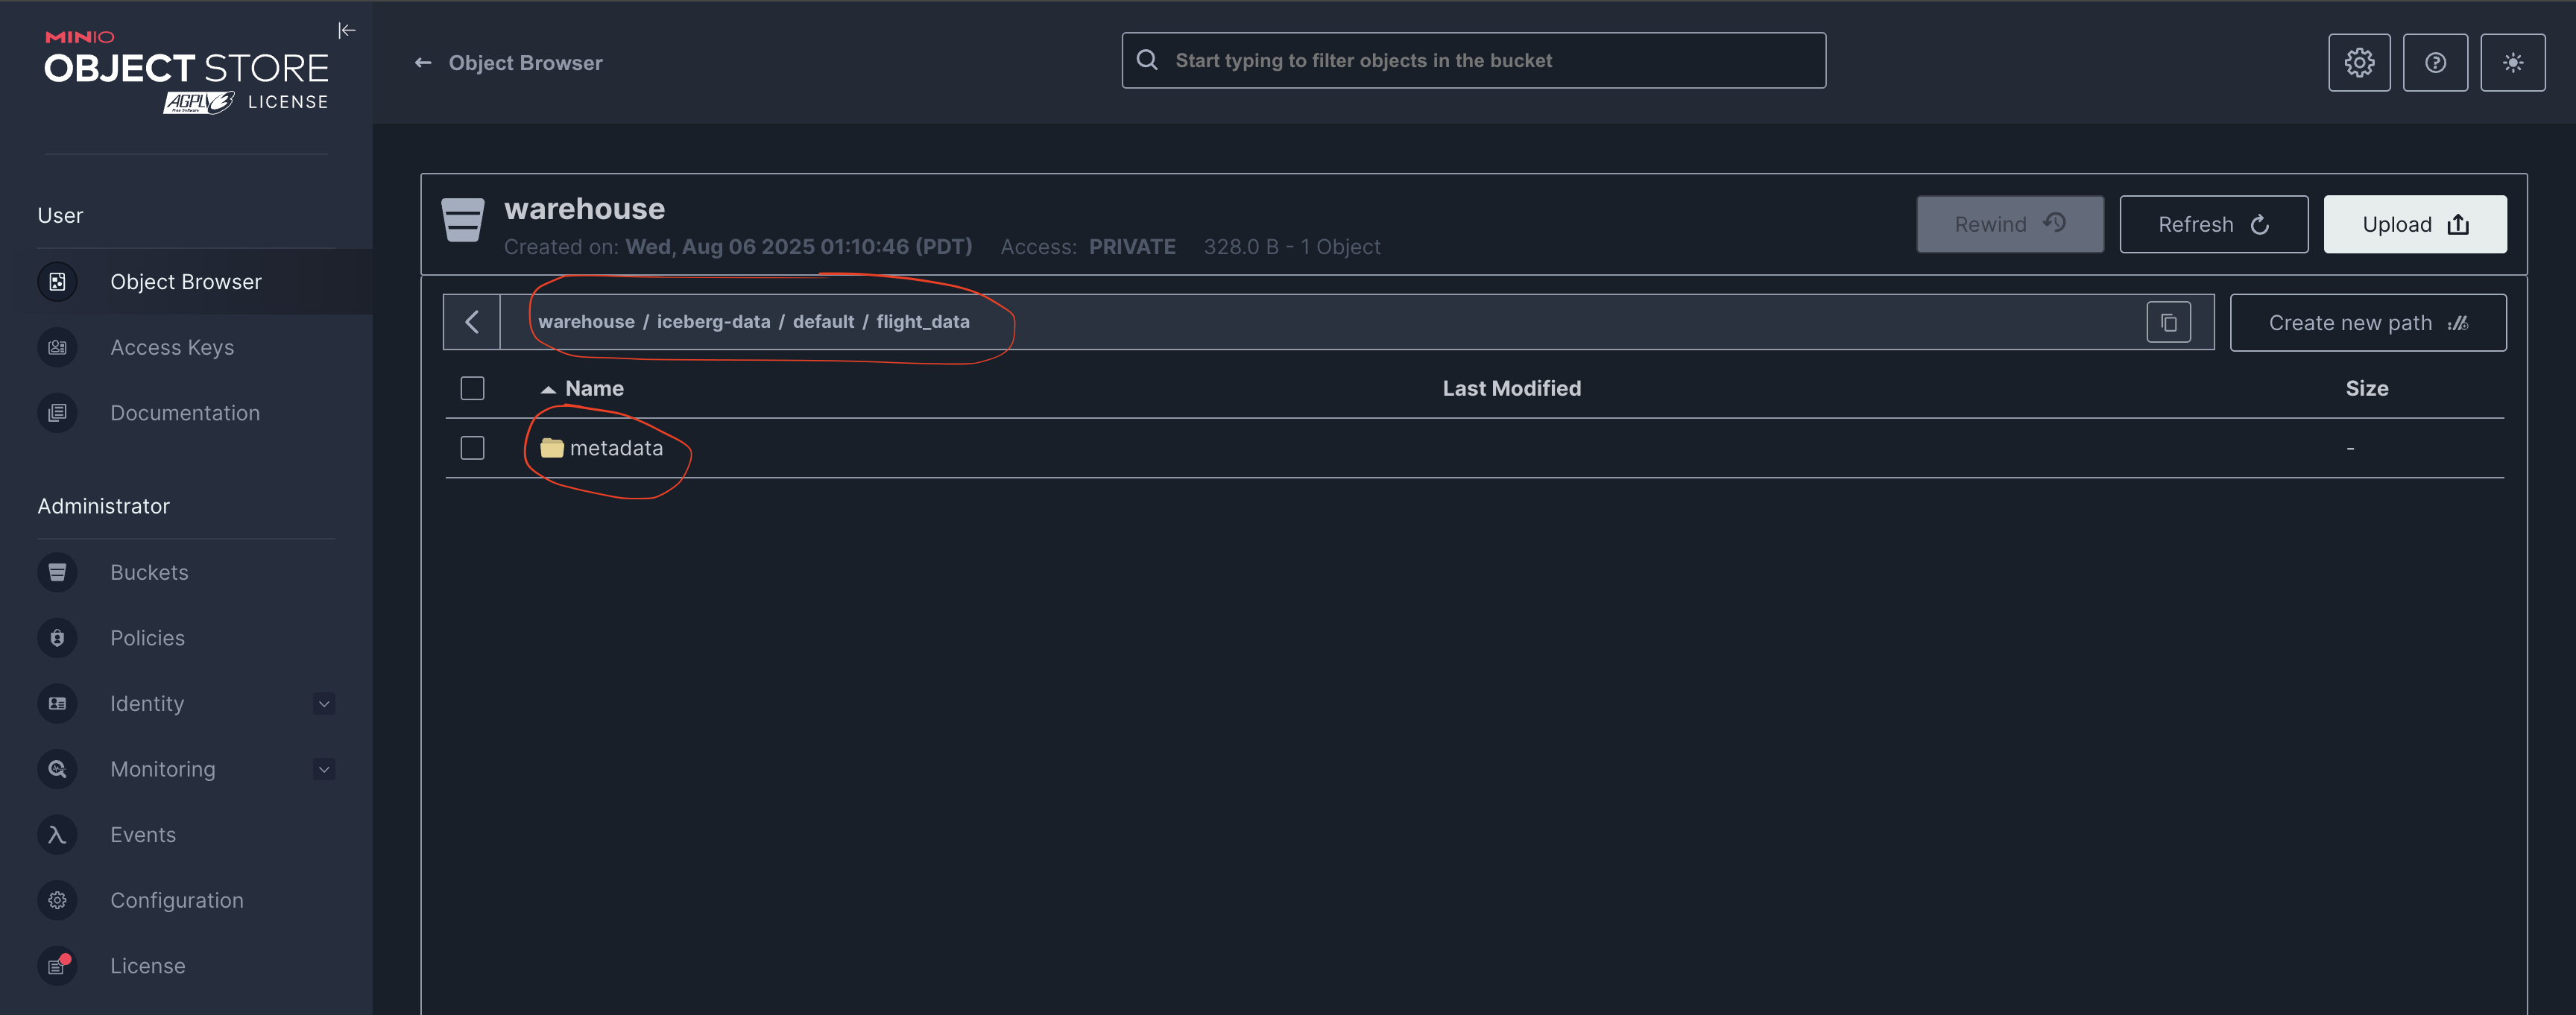 MINIO
OBJECT STORE
AGPL v3 LICENSE
Free Software
User
Object Browser
Access Keys
Documentation
Administrator
Buckets
Policies
Identity
Monitoring
Events
Configuration
License
Object Browser
Start typing to filter objects in the bucket
warehouse
Created on: Wed, Aug 06 2025 01:10:46 (PDT) Access: PRIVATE 328.0 B - 1 Object
Rewind Refresh Upload
warehouse / iceberg-data / default / flight_data
Create new path
Name Last Modified Size
metadata -